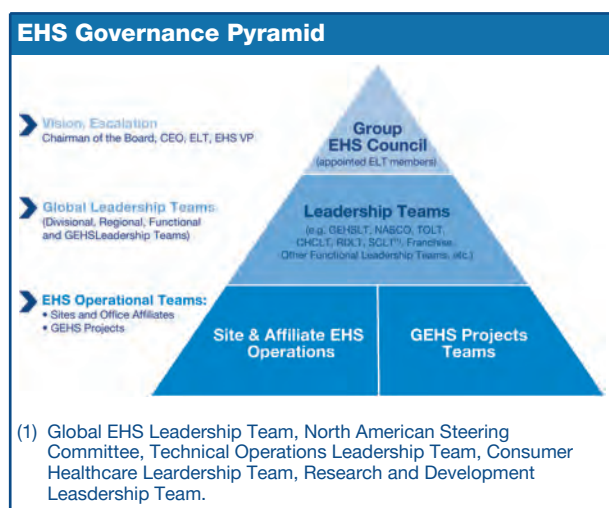 EHS Governance Pyramid
Vision, Escalation
Chairman of the Board, CEO, ELT, EHS VP
Group
EHS Council
(appointed ELT members)
Global Leadership Teams
(Divisional, Regional, Functional
and GEHSLeadership Teams)
Leadership Teams
(e.g. GEHSLT, NASCO, TOLT,
CHCLT, RDLT, SCLT(1), Franchise,
Other Functional Leadership Teams, etc.)
EHS Operational Teams:
• Sites and Office Affiliates
• GEHS Projects
Site & Affiliate EHS
Operations
GEHS Projects
Teams
(1) Global EHS Leadership Team, North American Steering
Committee, Technical Operations Leadership Team, Consumer
Healthcare Leardership Team, Research and Development
Leasdership Team.